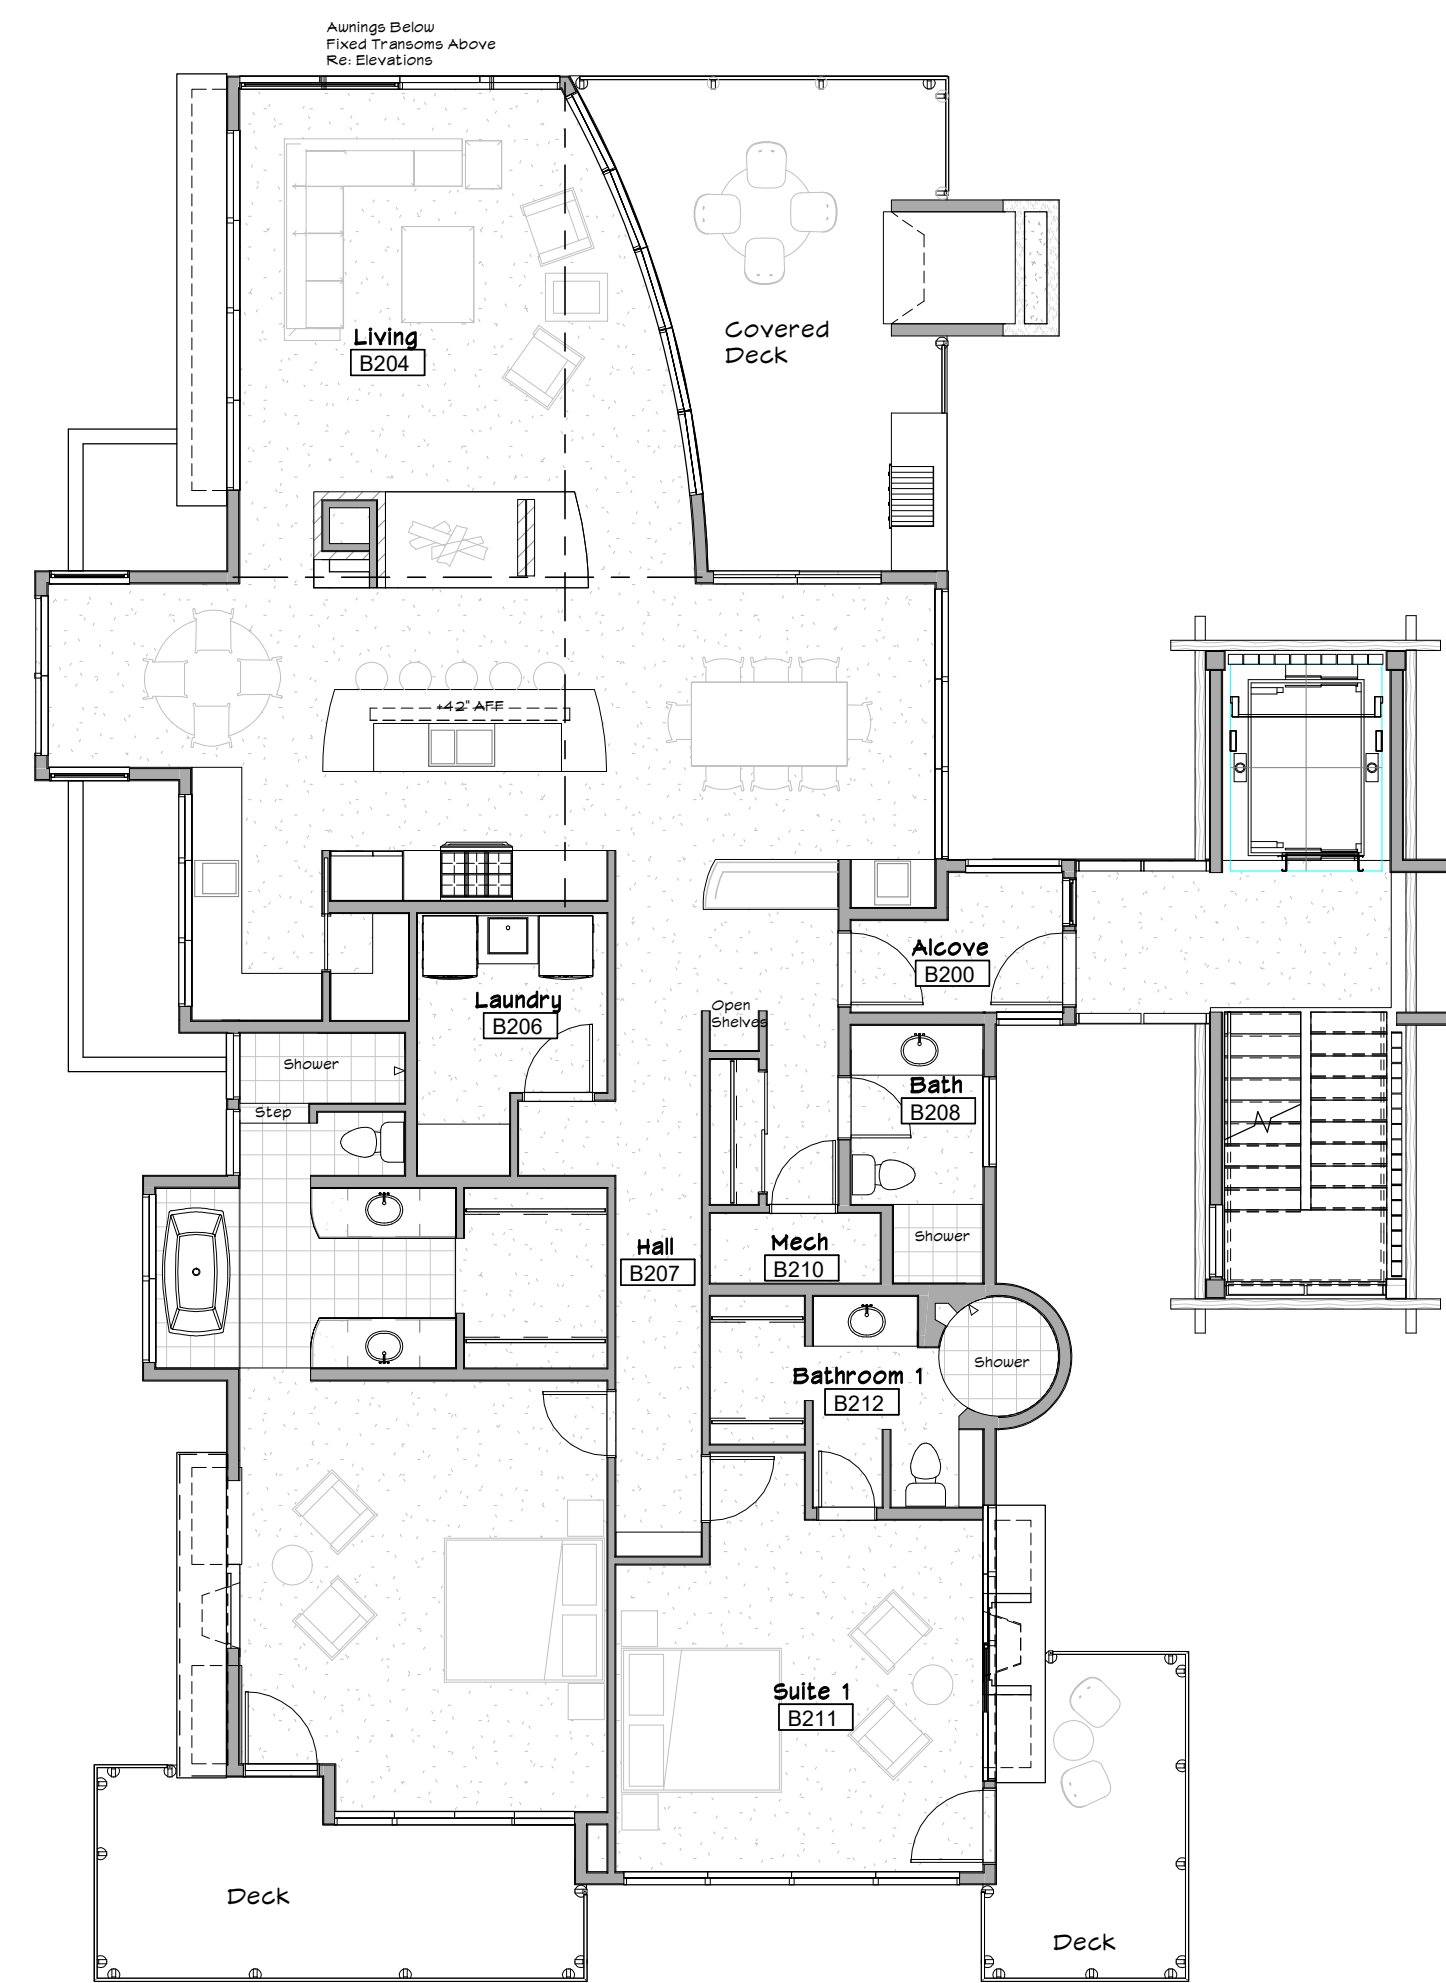 Awnings Below
Fixed Transoms Above
Re: Elevations
Living
B204
Covered
Deck
+42" AFF
Alcove
B200
Laundry
B206
Open
Shelves
Shower
Step
Bath
B208
Shower
Hall
B207
Mech
B210
Shower
Bathroom 1
B212
Suite 1
B211
Deck
Deck